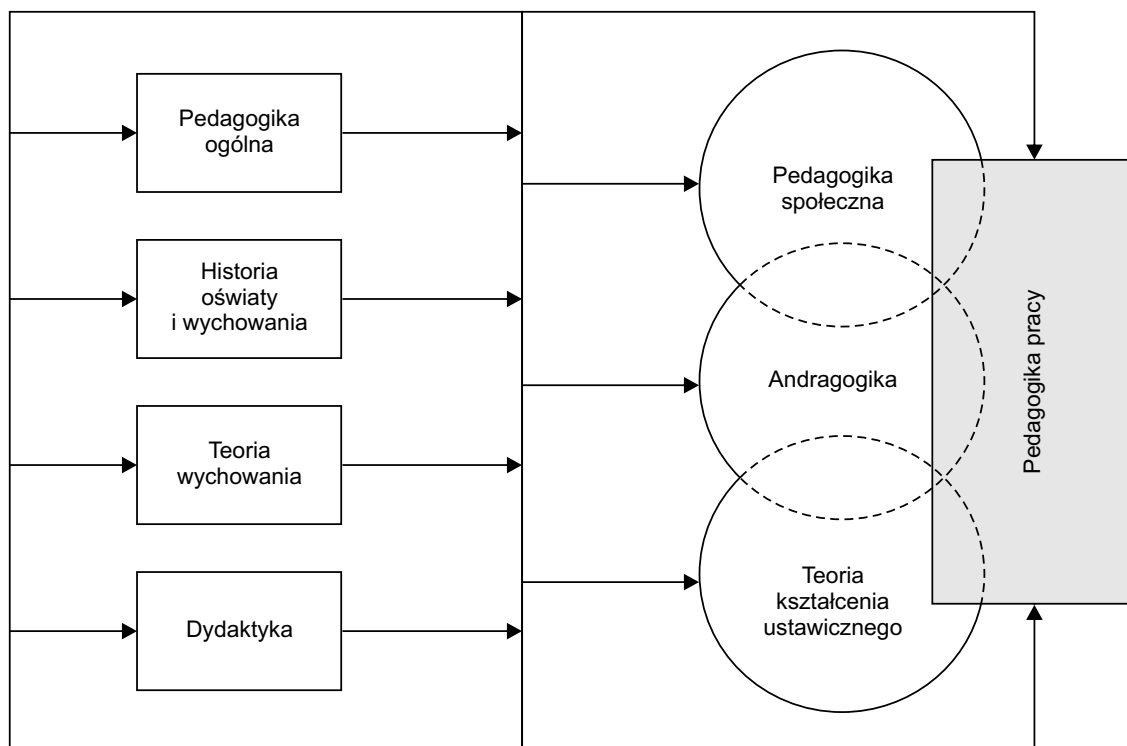 Pedagogika
ogólna
Historia
oświaty
i wychowania
Teoria
wychowania
Dydaktyka
Pedagogika
społeczna
Andragogika
Teoria
kształcenia
ustawicznego
Pedagogika pracy